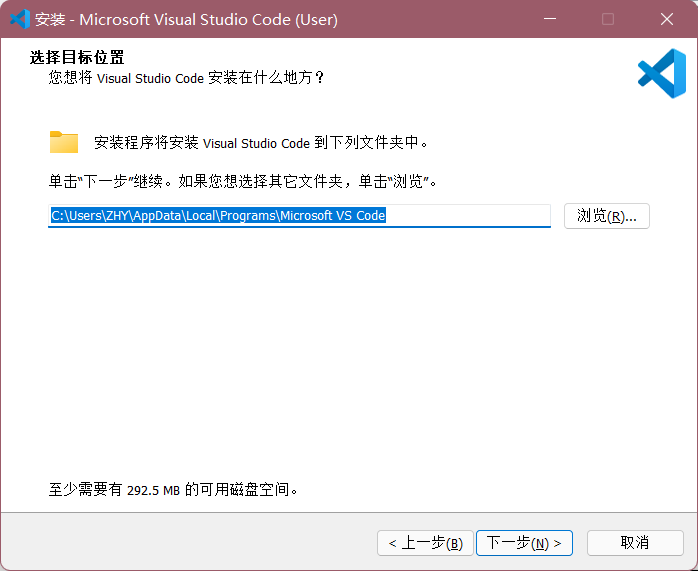 安装 - Microsoft Visual Studio Code (User)
选择目标位置
您想将 Visual Studio Code 安装在什么地方？
安装程序将安装 Visual Studio Code 到下列文件夹中。
单击“下一步”继续。如果您想选择其它文件夹，单击“浏览”。
C:\Users\ZHY\AppData\Local\Programs\Microsoft VS Code
浏览(R)...
至少需要有 292.5 MB 的可用磁盘空间。
< 上一步(B) 下一步(N) > 取消